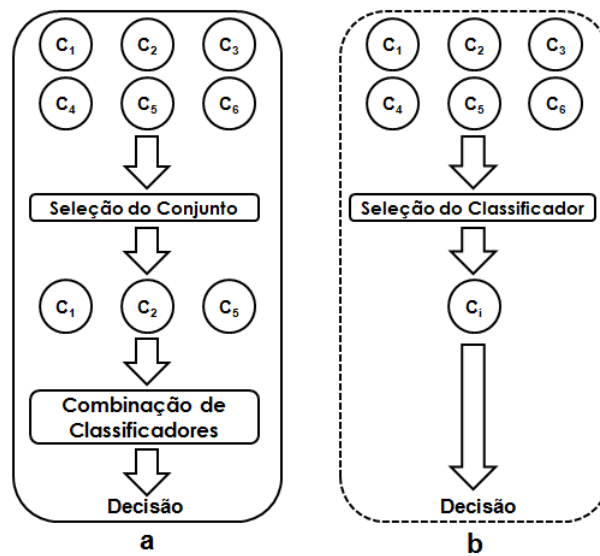 C1 C2 C3
C4 C5 C6
Seleção do Conjunto
C1 C2 C5
Combinação de
Classificadores
Decisão
a
C1 C2 C3
C4 C5 C6
Seleção do Classificador
Ci
Decisão
b